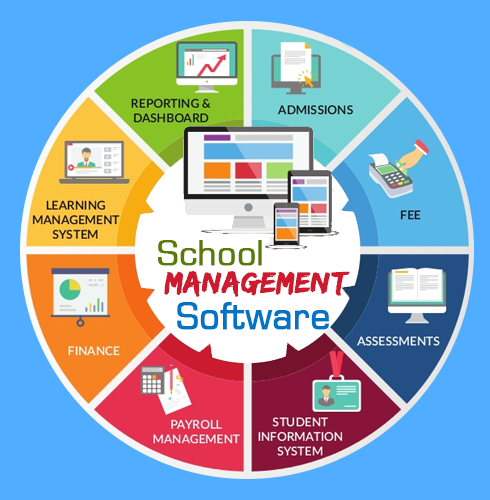 REPORTING &
DASHBOARD
ADMISSIONS
LEARNING
MANAGEMENT
SYSTEM
FEE
School
MANAGEMENT
Software
FINANCE
ASSESSMENTS
PAYROLL
MANAGEMENT
STUDENT
INFORMATION
SYSTEM